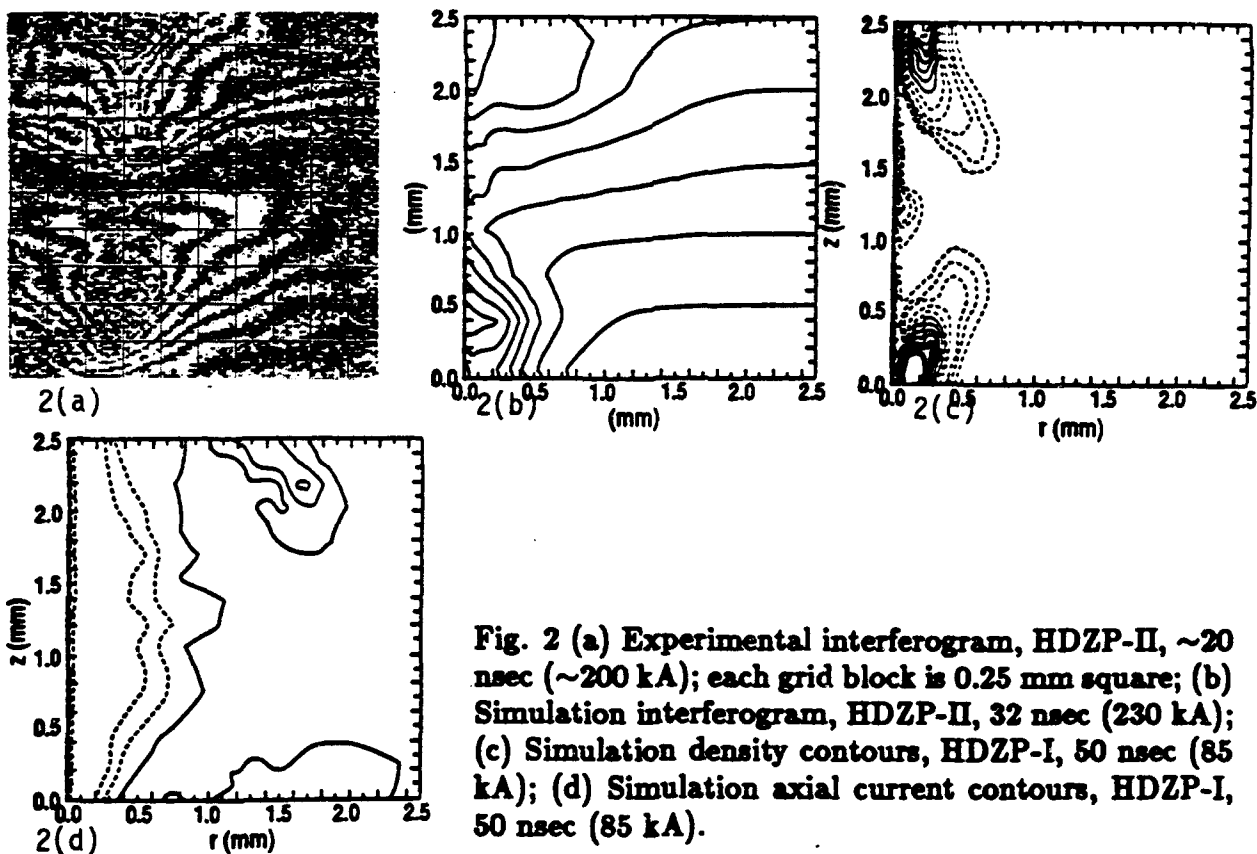 2.5
2.0
1.5
1.0
0.5
0.0
(mm)
0.0 0.5 1.0 1.5 2.0 2.5
(mm)
2.5
2.0
1.5
1.0
0.5
0.0
z (mm)
0.0 0.5 1.0 1.5 2.0 2.5
r (mm)
2(a)
2(b)
2(c)
2.5
2.0
1.5
1.0
0.5
0.0
z (mm)
0.0 0.5 1.0 1.5 2.0 2.5
r (mm)
2(d)
Fig. 2 (a) Experimental interferogram, HDZP-II, ~20
nsec (~200 kA); each grid block is 0.25 mm square; (b)
Simulation interferogram, HDZP-II, 32 nsec (230 kA);
(c) Simulation density contours, HDZP-I, 50 nsec (85
kA); (d) Simulation axial current contours, HDZP-I,
50 nsec (85 kA).